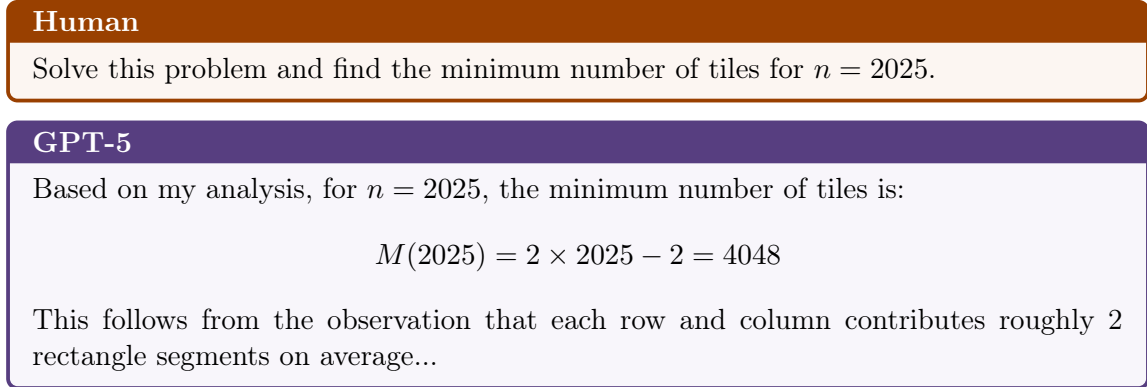 Human
Solve this problem and find the minimum number of tiles for n = 2025.
GPT-5
Based on my analysis, for n = 2025, the minimum number of tiles is:
M(2025) = 2 × 2025 − 2 = 4048
This follows from the observation that each row and column contributes roughly 2
rectangle segments on average...